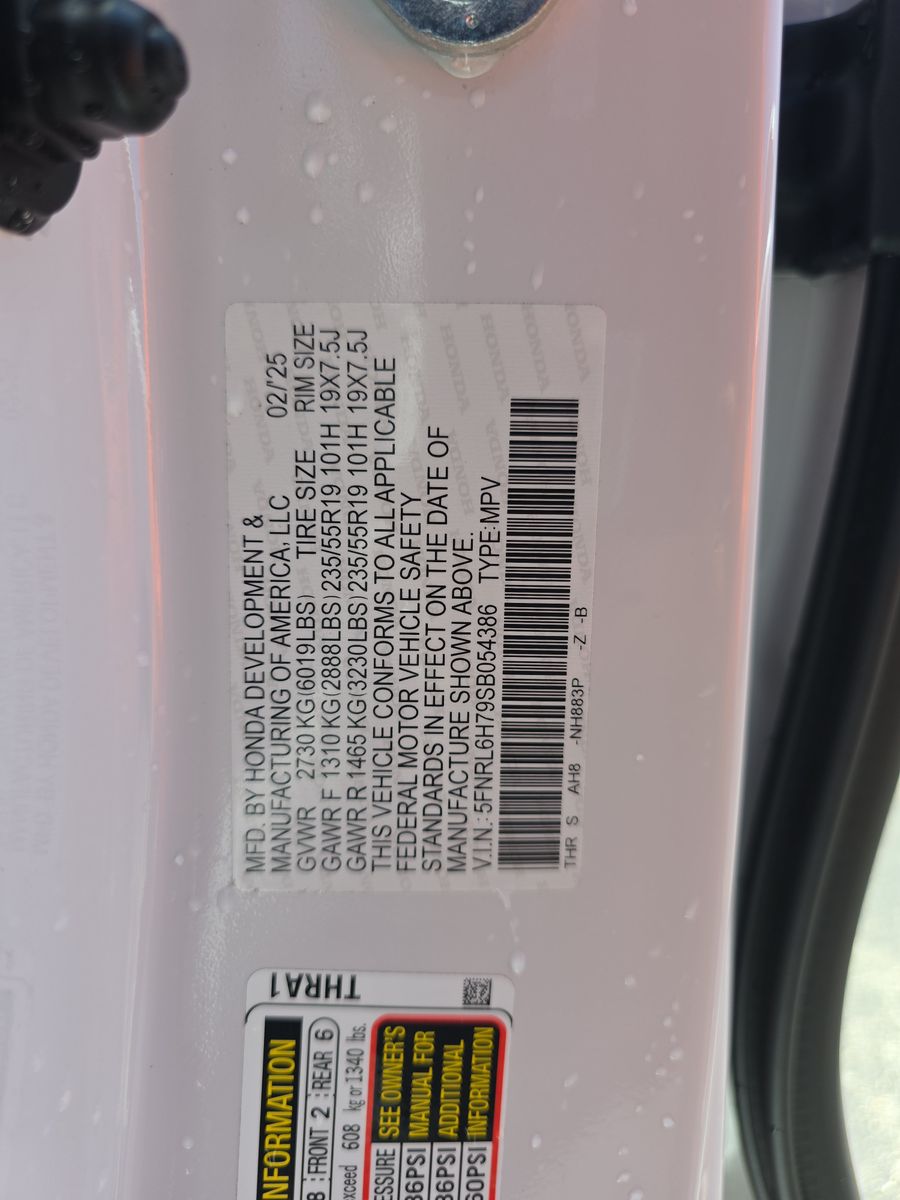 MFD. BY HONDA DEVELOPMENT &
MANUFACTURING OF AMERICA, LLC 02/'25
GVWR 2730 KG(6019LBS) TIRE SIZE RIM SIZE
GAWR F 1310 KG(2888LBS)235/55R19 101H 19X7.5J
GAWR R 1465 KG(3230LBS)235/55R19 101H 19X7.5J
THIS VEHICLE CONFORMS TO ALL APPLICABLE
FEDERAL MOTOR VEHICLE SAFETY
STANDARDS IN EFFECT ON THE DATE OF
MANUFACTURE SHOWN ABOVE.
V.I.N.:5FNRL6H79SB054386 TYPE:MPV
THR S AH8 -NH883P -Z -B
THRA1
NFORMATION
FRONT 2 REAR 6
xceed 608 kg or 1340 lbs.
ESSURE
36PSI
36PSI
60PSI
SEE OWNER'S
MANUAL FOR
ADDITIONAL
INFORMATION